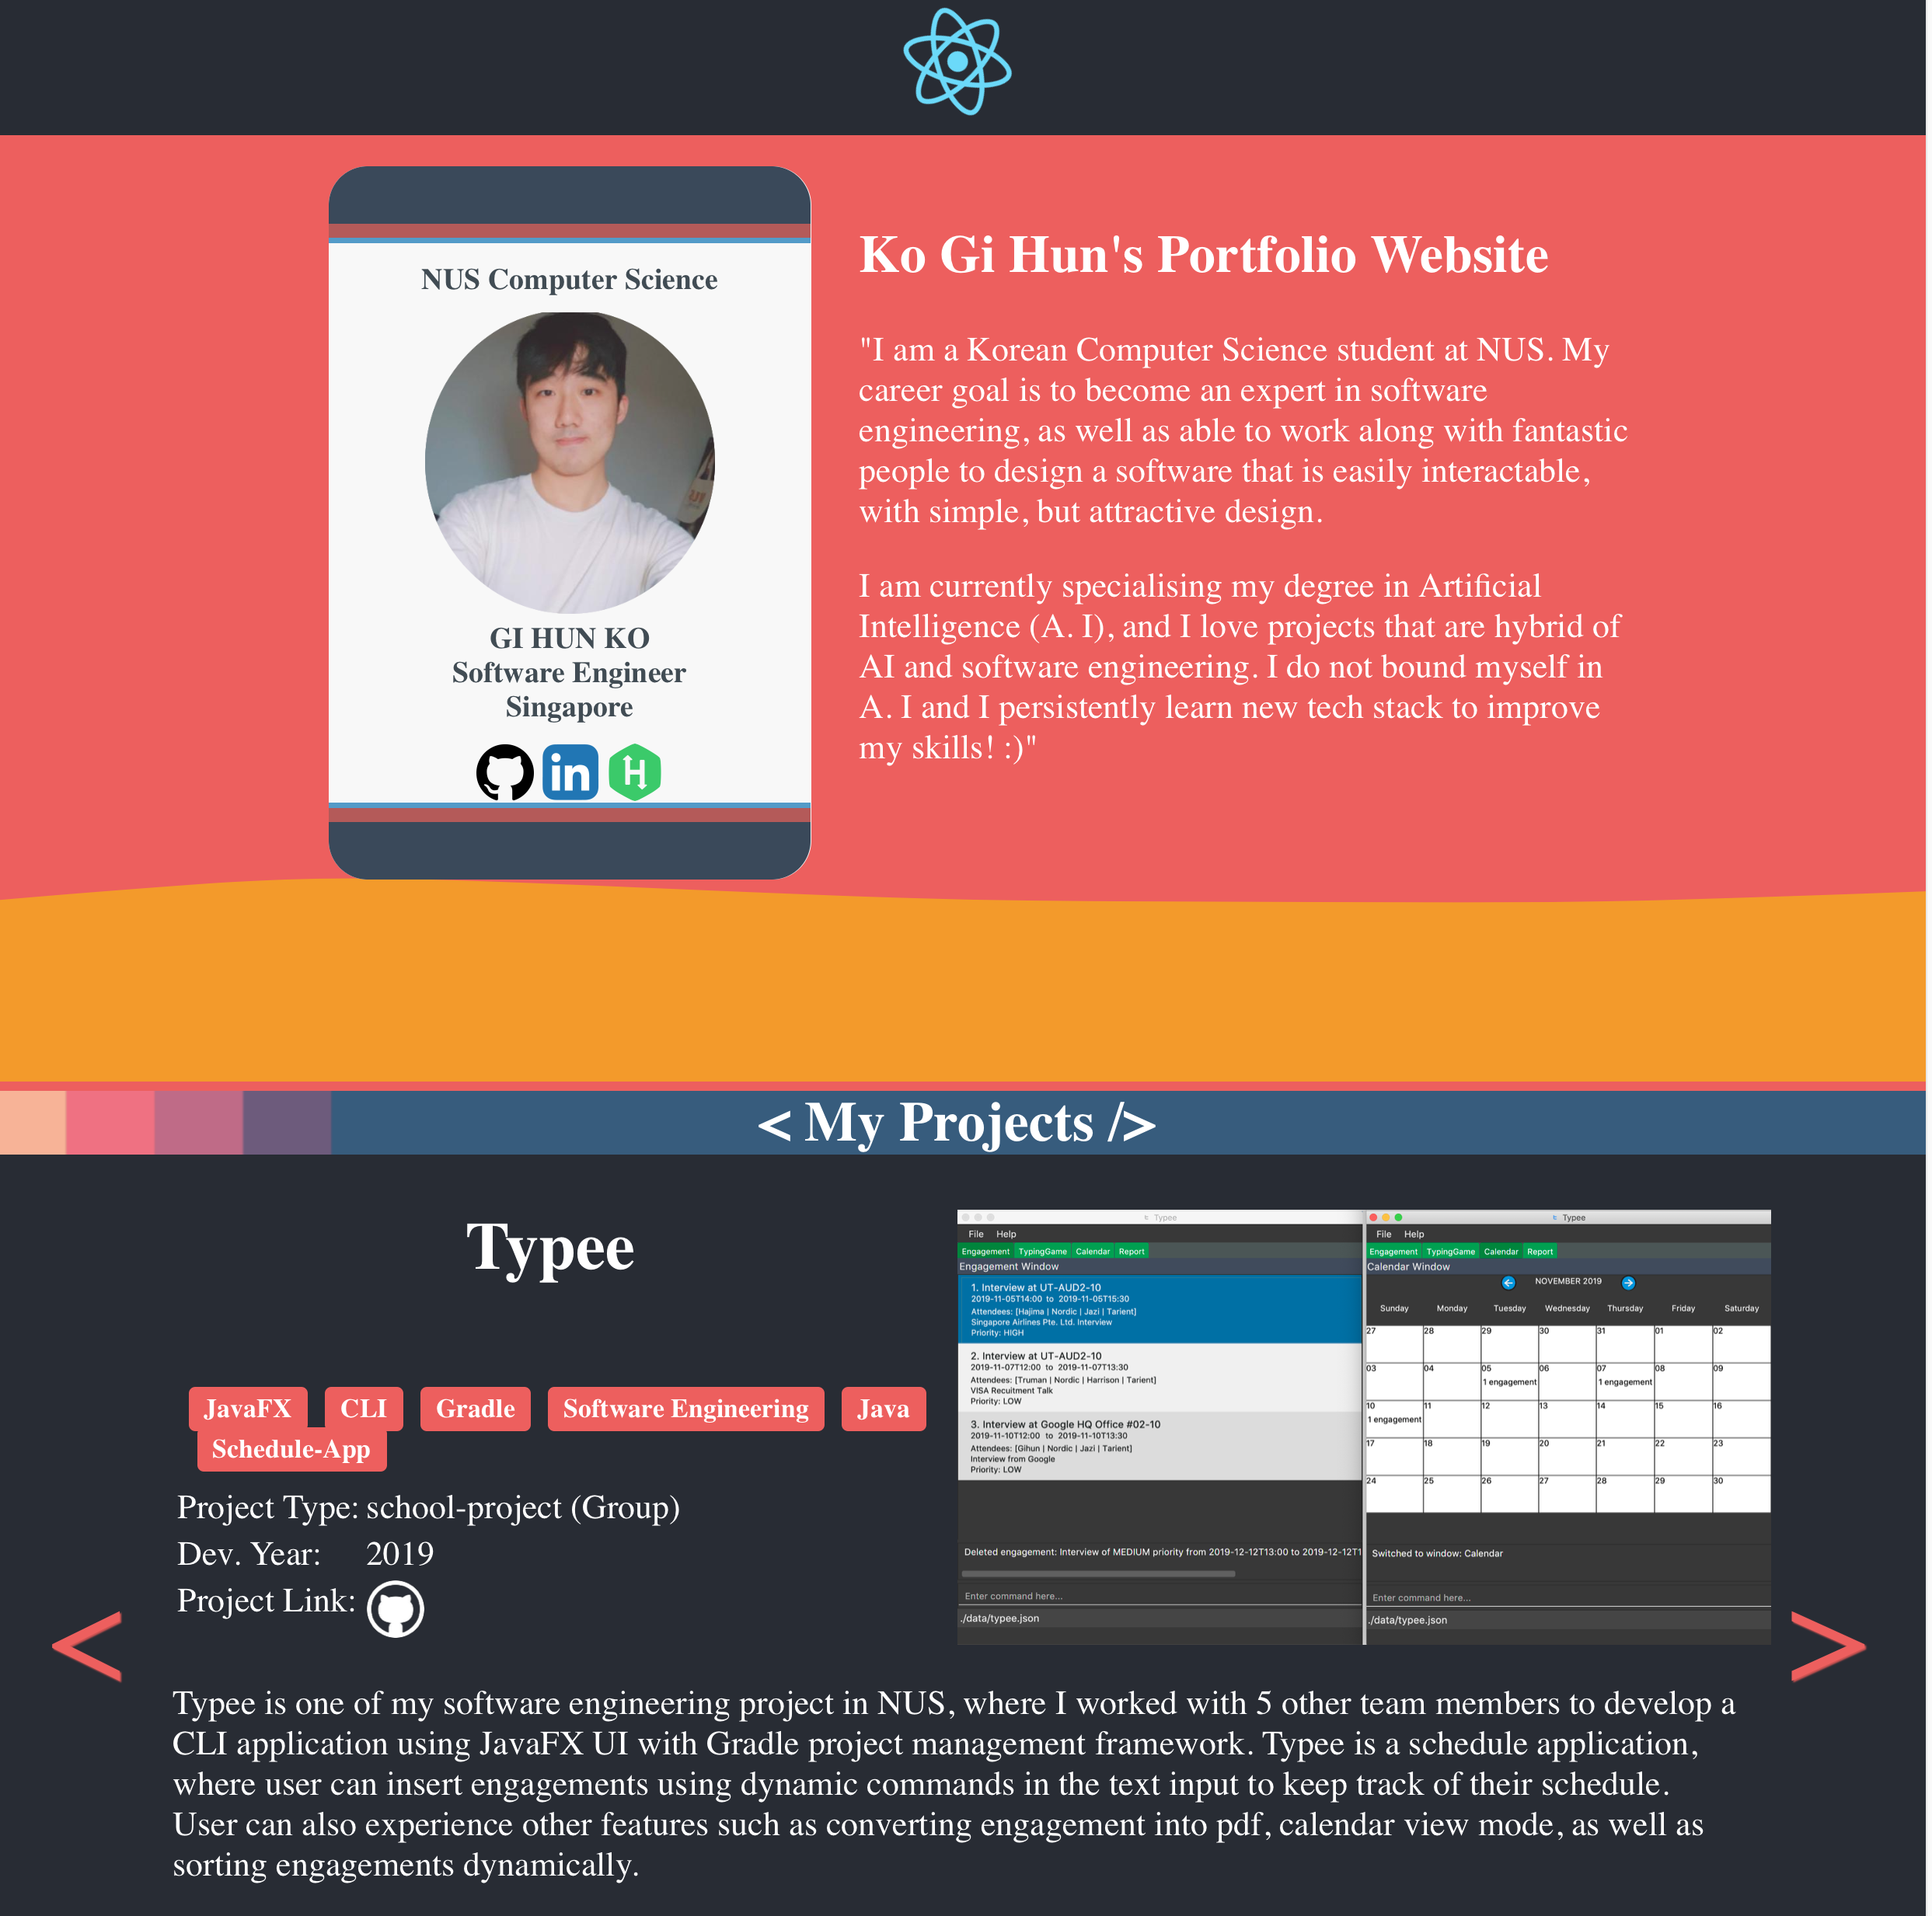 NUS Computer Science
GI HUN KO
Software Engineer
Singapore
in
H
Ko Gi Hun's Portfolio Website
"I am a Korean Computer Science student at NUS. My
career goal is to become an expert in software
engineering, as well as able to work along with fantastic
people to design a software that is easily interactable,
with simple, but attractive design.
I am currently specialising my degree in Artificial
Intelligence (A. I), and I love projects that are hybrid of
AI and software engineering. I do not bound myself in
A. I and I persistently learn new tech stack to improve
my skills! :)"
< My Projects />
Typee
JavaFX CLI Gradle Software Engineering Java
Schedule-App
Project Type: school-project (Group)
Dev. Year: 2019
Project Link:
<
Typee
File Help
Engagement TypingGame Calendar Report
Engagement Window
1. Interview at UT-AUD2-10
2019-11-05T14:00 to 2019-11-05T15:30
Attendees: [Hajima | Nordic | Jazi | Tarient]
Singapore Airlines Pte. Ltd. Interview
Priority: HIGH
2. Interview at UT-AUD2-10
2019-11-07T12:00 to 2019-11-07T13:30
Attendees: [Truman | Nordic | Harrison | Tarient]
VISA Recuitment Talk
Priority: LOW
3. Interview at Google HQ Office #02-10
2019-11-10T12:00 to 2019-11-10T13:30
Attendees: [Gihun | Nordic | Jazi | Tarient]
Interview from Google
Priority: LOW
Deleted engagement: Interview of MEDIUM priority from 2019-12-12T13:00 to 2019-12-12T1
Enter command here...
./data/typee.json
Typee
File Help
Engagement TypingGame Calendar Report
Calendar Window
NOVEMBER 2019
Sunday Monday Tuesday Wednesday Thursday Friday Saturday
27 28 29 30 31 01 02
03 04 05 06 07 08 09
1 engagement 1 engagement
10 11 12 13 14 15 16
1 engagement
17 18 19 20 21 22 23
24 25 26 27 28 29 30
Switched to window: Calendar
Enter command here...
./data/typee.json
>
Typee is one of my software engineering project in NUS, where I worked with 5 other team members to develop a
CLI application using JavaFX UI with Gradle project management framework. Typee is a schedule application,
where user can insert engagements using dynamic commands in the text input to keep track of their schedule.
User can also experience other features such as converting engagement into pdf, calendar view mode, as well as
sorting engagements dynamically.